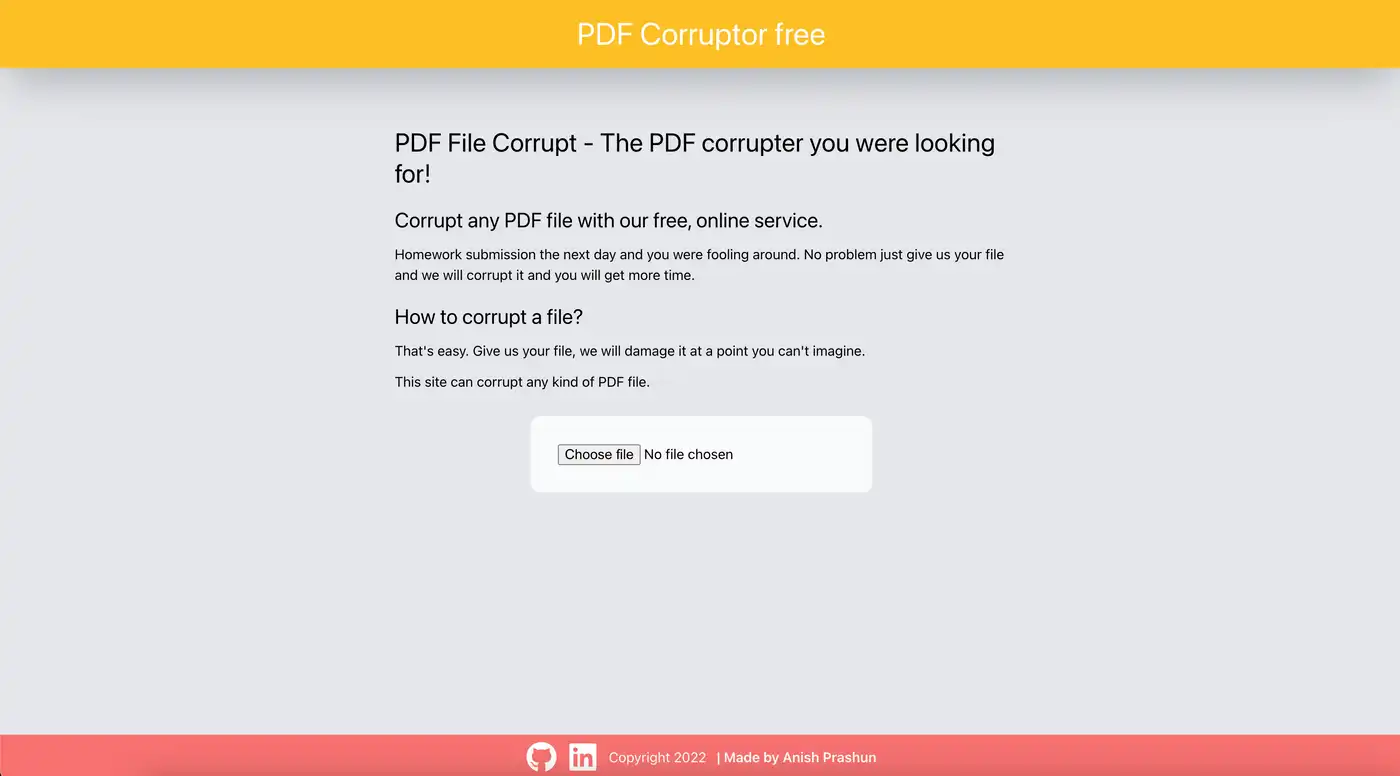 PDF Corruptor free
PDF File Corrupt - The PDF corrupter you were looking
for!
Corrupt any PDF file with our free, online service.
Homework submission the next day and you were fooling around. No problem just give us your file
and we will corrupt it and you will get more time.
How to corrupt a file?
That's easy. Give us your file, we will damage it at a point you can't imagine.
This site can corrupt any kind of PDF file.
Choose file No file chosen
in Copyright 2022 | Made by Anish Prashun